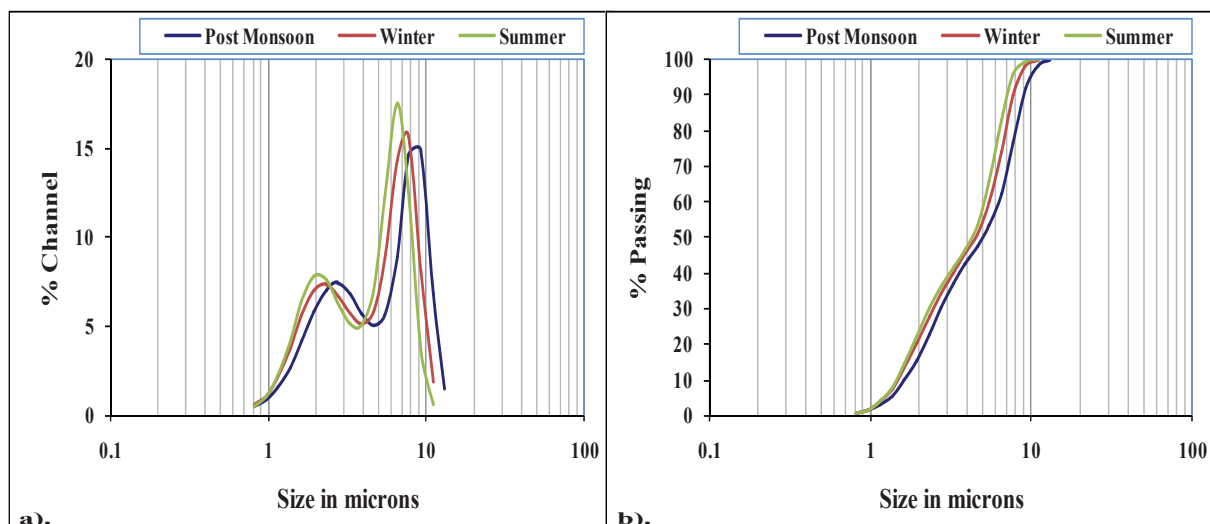 Post Monsoon Winter Summer
20
15
10
5
0
% Channel
0.1 1 10 100
Size in microns
a).
Post Monsoon Winter Summer
100
90
80
70
60
50
40
30
20
10
0
% Passing
0.1 1 10 100
Size in microns
b).